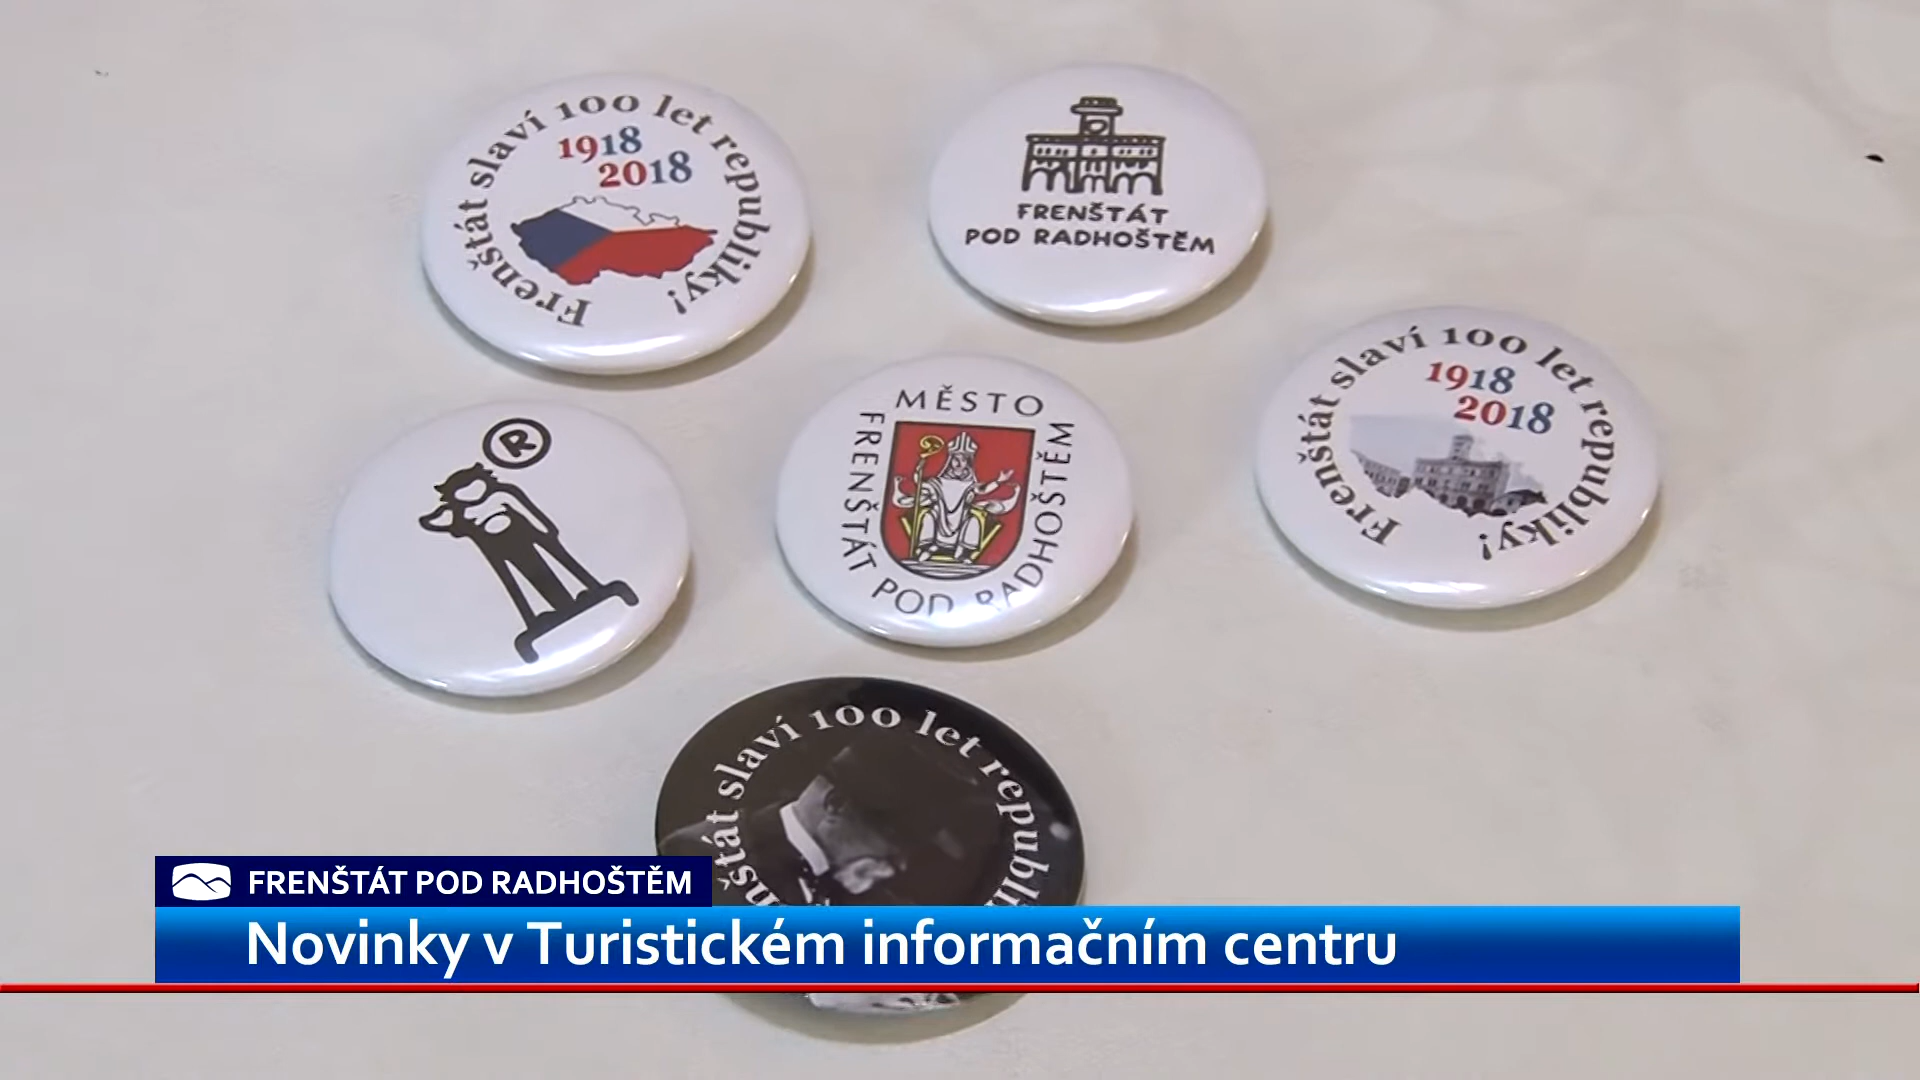 Frenštát slaví 100 let republiky!
1918
2018
FRENŠTÁT
POD RADHOŠTĚM
®
MĚSTO
FRENŠTÁT POD RADHOŠTĚM
Frenštát slaví 100 let republiky!
1918
2018
slaví 100 let
FRENŠTÁT POD RADHOŠTĚM
Novinky v Turistickém informačním centru